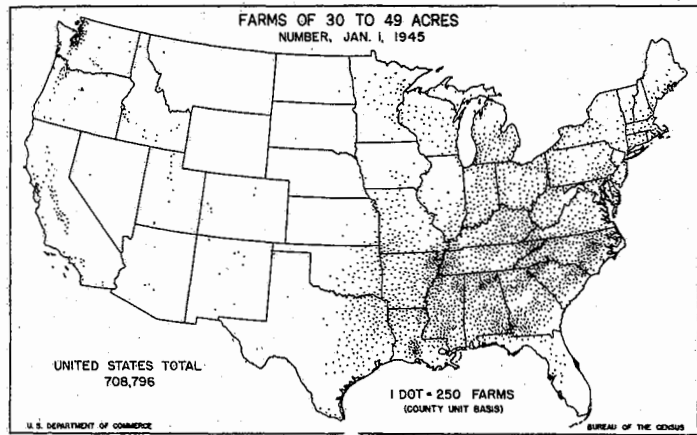 FARMS OF 30 TO 49 ACRES
NUMBER, JAN. 1, 1945
UNITED STATES TOTAL
708,796
1 DOT = 250 FARMS
(COUNTY UNIT BASIS)
U. S. DEPARTMENT OF COMMERCE
BUREAU OF THE CENSUS